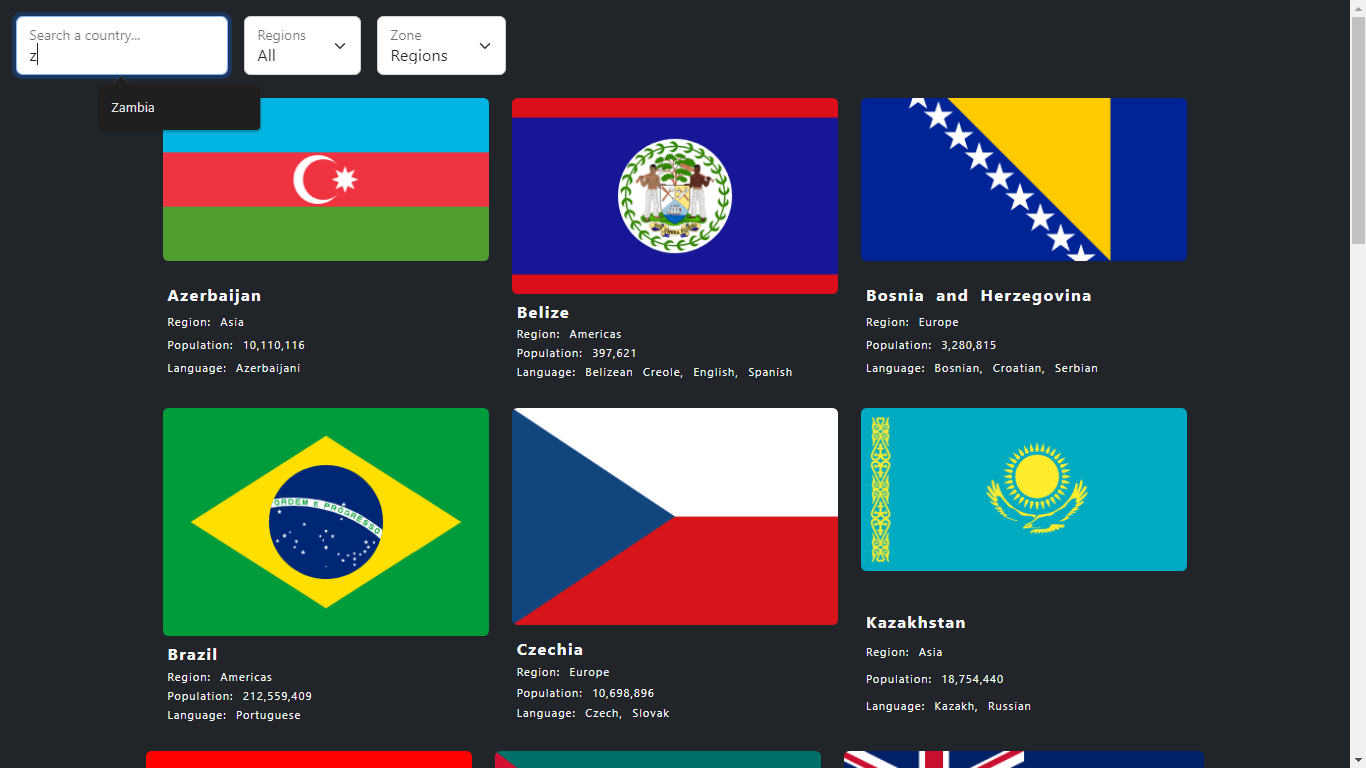 Search a country...
z
Regions
All
Zone
Regions
Zambia
Azerbaijan
Region: Asia
Population: 10,110,116
Language: Azerbaijani
Belize
Region: Americas
Population: 397,621
Language: Belizean Creole, English, Spanish
Bosnia and Herzegovina
Region: Europe
Population: 3,280,815
Language: Bosnian, Croatian, Serbian
ORDEM E PROGRESSO
Brazil
Region: Americas
Population: 212,559,409
Language: Portuguese
Czechia
Region: Europe
Population: 10,698,896
Language: Czech, Slovak
Kazakhstan
Region: Asia
Population: 18,754,440
Language: Kazakh, Russian